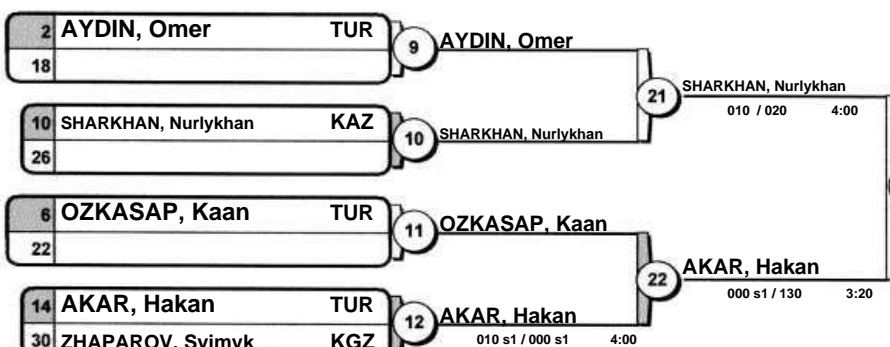 2 AYDIN, Omer TUR
18
9 AYDIN, Omer
10 SHARKHAN, Nurlykhan KAZ
26
10 SHARKHAN, Nurlykhan
21 SHARKHAN, Nurlykhan
010 / 020 4:00
6 OZKASAP, Kaan TUR
22
11 OZKASAP, Kaan
14 AKAR, Hakan TUR
30 ZHAPAROV, Syimyk KGZ
12 AKAR, Hakan
010 s1 / 000 s1 4:00
22 AKAR, Hakan
000 s1 / 130 3:20